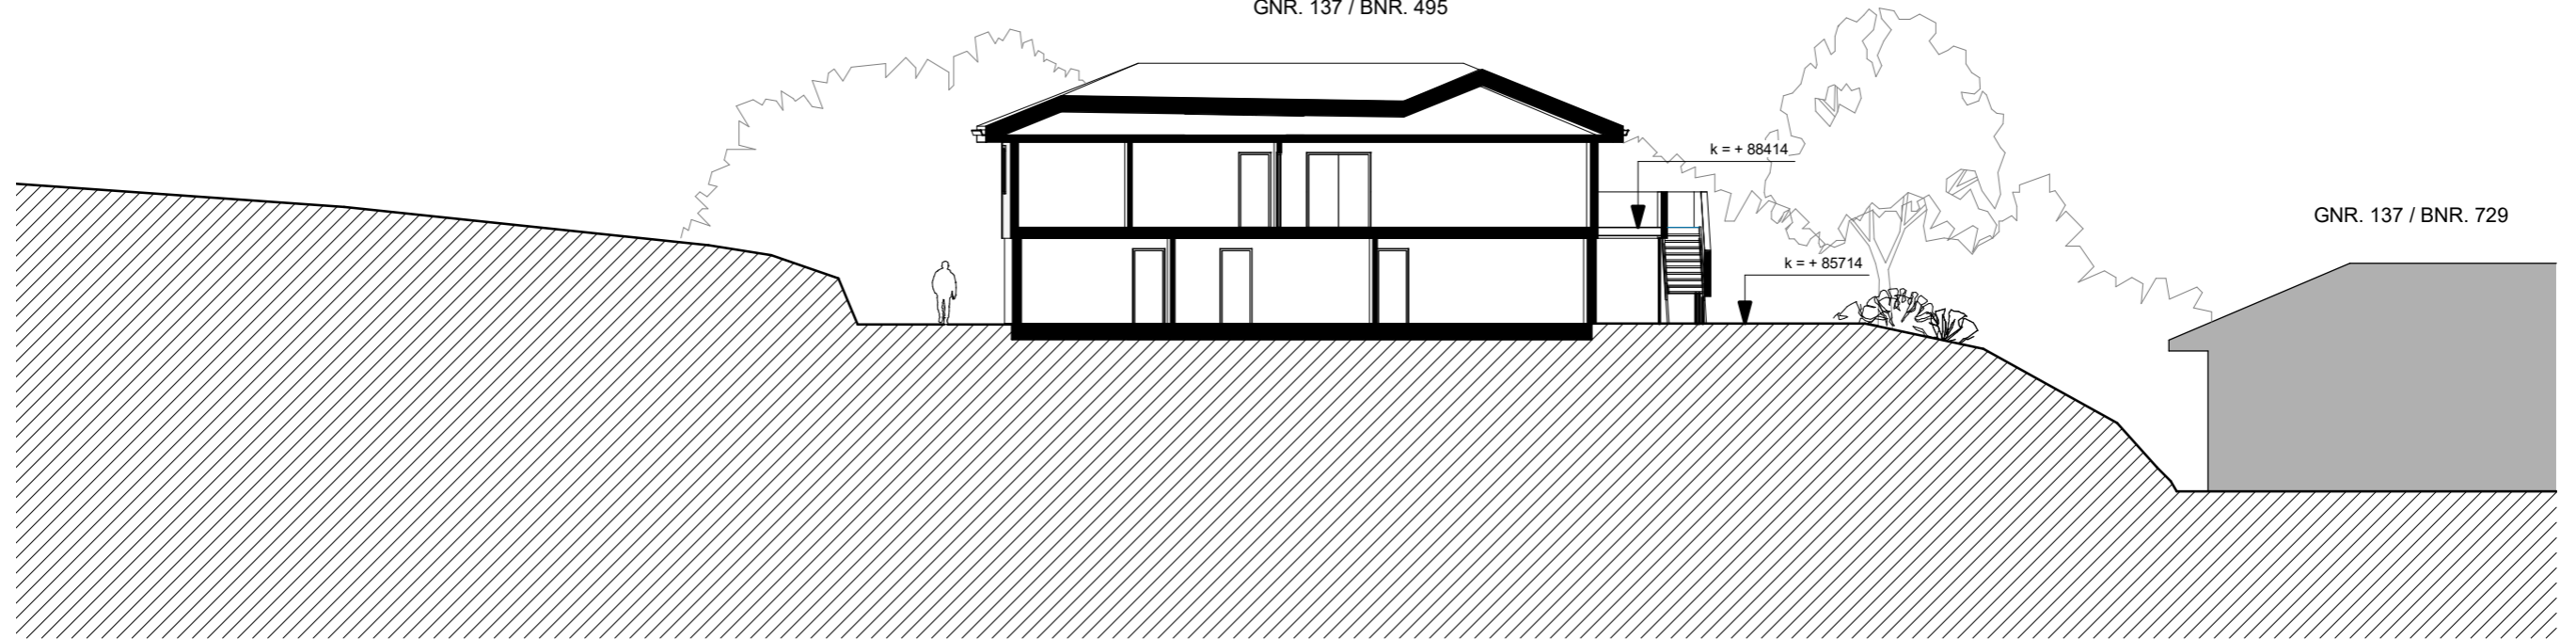 GNR. 137 / BNR. 495
k = + 88414
GNR. 137 / BNR. 729
k = + 85714